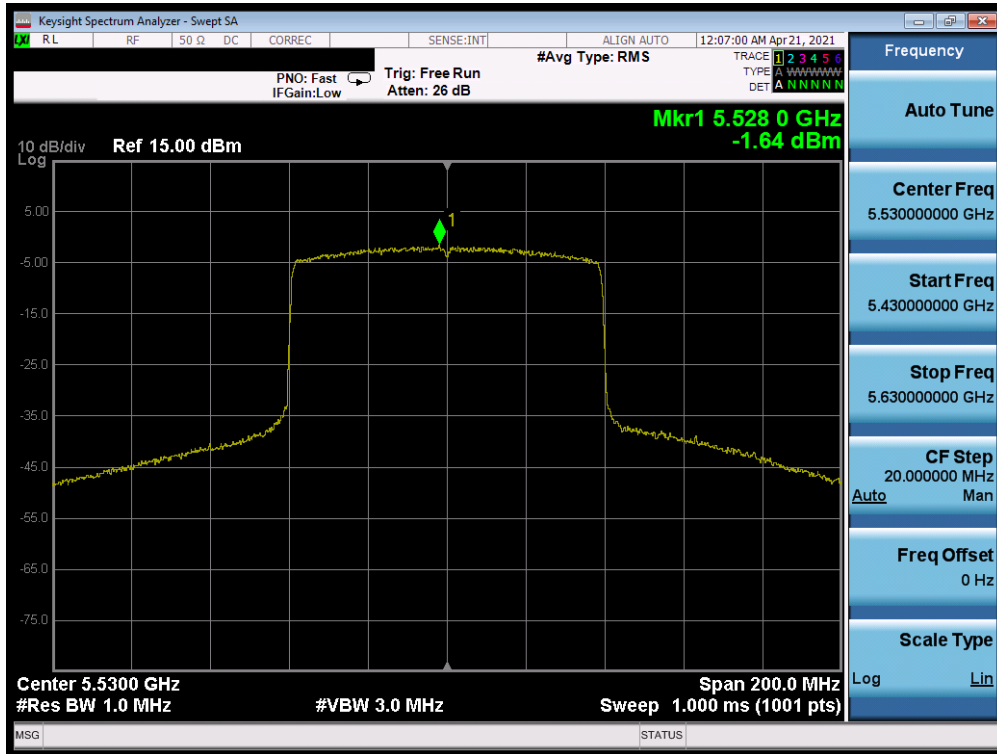 Keysight Spectrum Analyzer - Swept SA
LXI RL RF 50 Ω DC CORREC SENSE:INT ALIGN AUTO 12:07:00 AM Apr 21, 2021
Frequency
#Avg Type: RMS
TRACE 1 2 3 4 5 6
PNO: Fast Trig: Free Run
TYPE A WWWWW
IFGain:Low Atten: 26 dB
DET A N N N N N
Auto Tune
Mkr1 5.528 0 GHz
-1.64 dBm
10 dB/div Ref 15.00 dBm
Log
Center Freq
5.530000000 GHz
5.00
1
-5.00
Start Freq
5.430000000 GHz
-15.0
-25.0
Stop Freq
5.630000000 GHz
-35.0
-45.0
CF Step
20.000000 MHz
Auto Man
-55.0
Freq Offset
0 Hz
-65.0
-75.0
Scale Type
Log Lin
Center 5.5300 GHz Span 200.0 MHz
#Res BW 1.0 MHz #VBW 3.0 MHz Sweep 1.000 ms (1001 pts)
MSG STATUS